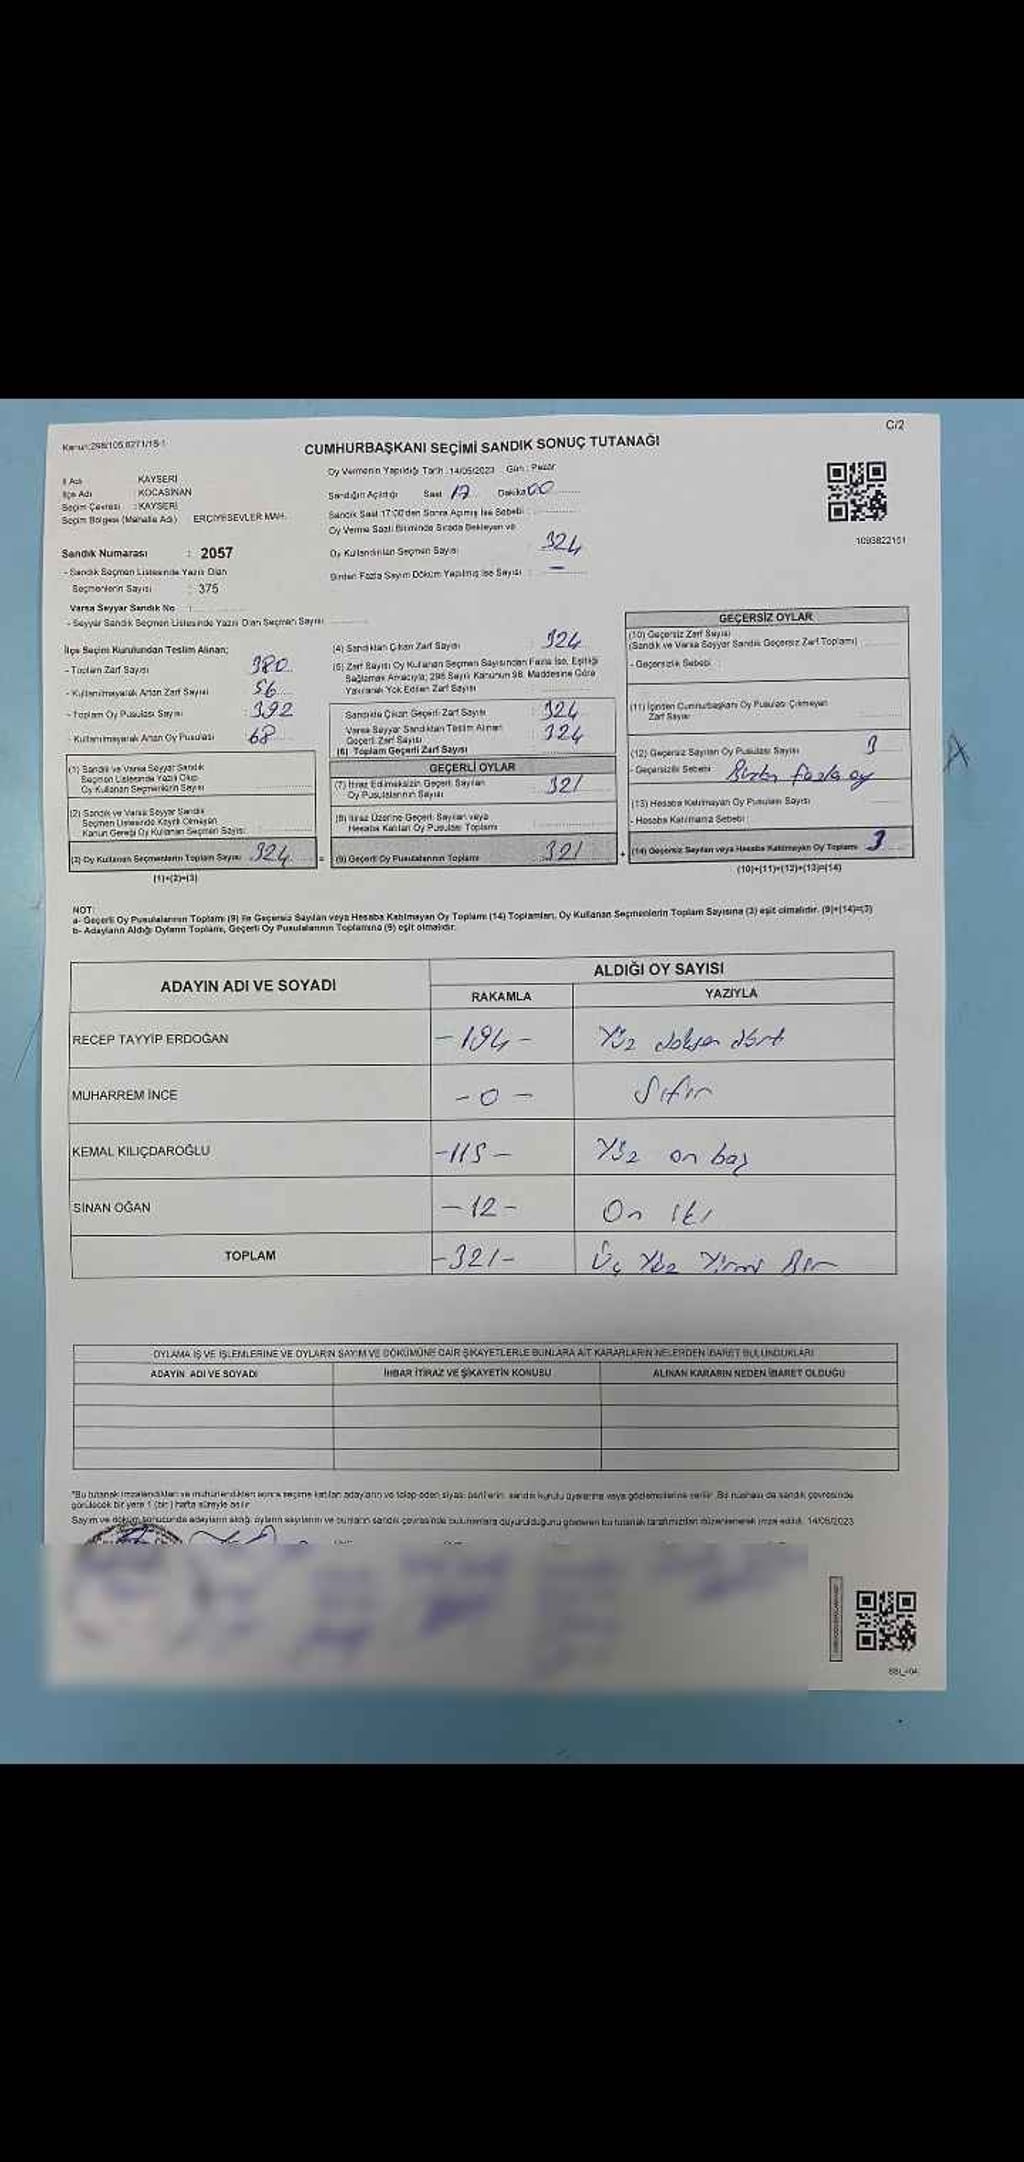 C/2
Kanun:298/105 6271/18-1
CUMHURBAŞKANI SEÇİMİ SANDIK SONUÇ TUTANAĞI
İl Adı KAYSERİ
İlçe Adı KOCASİNAN
Seçim Çevresi : KAYSERİ
Seçim Bölgesi (Mahalle Adı) ERCİYESEVLER MAH.
Oy Vermenin Yapıldığı Tarih : 14/05/2023 Gün : Pazar
Sandığın Açıldığı Saat 17 Dakika 00
Sandık Saat 17:00'den Sonra Açılmış İse Sebebi :
Oy Verme Saati Bitiminde Sırada Bekleyen ve
Oy Kullandırılan Seçmen Sayısı 324
Birden Fazla Sayım Döküm Yapılmış İse Sayısı : -
1093822151
Sandık Numarası : 2057
- Sandık Seçmen Listesinde Yazılı Olan
Seçmenlerin Sayısı : 375
Varsa Seyyar Sandık No :
- Seyyar Sandık Seçmen Listesinde Yazılı Olan Seçmen Sayısı
İlçe Seçim Kurulundan Teslim Alınan;
- Toplam Zarf Sayısı 380
- Kullanılmayarak Artan Zarf Sayısı 56
- Toplam Oy Pusulası Sayısı 392
- Kullanılmayarak Artan Oy Pusulası 68
(1) Sandık ve Varsa Seyyar Sandık
Seçmen Listesinde Yazılı Olup
Oy Kullanan Seçmenlerin Sayısı
(2) Sandık ve Varsa Seyyar Sandık
Seçmen Listesinde Kayıtlı Olmayan
Kanun Gereği Oy Kullanan Seçmen Sayısı
(3) Oy Kullanan Seçmenlerin Toplam Sayısı 324
(1)+(2)=(3)
(4) Sandıktan Çıkan Zarf Sayısı 324
(5) Zarf Sayısı Oy Kullanan Seçmen Sayısından Fazla İse, Eşitliği
Sağlamak Amacıyla; 298 Sayılı Kanunun 98. Maddesine Göre
Yakılarak Yok Edilen Zarf Sayısı
Sandıkta Çıkan Geçerli Zarf Sayısı 324
Varsa Seyyar Sandıktan Teslim Alınan
Geçerli Zarf Sayısı 324
(6) Toplam Geçerli Zarf Sayısı
GEÇERLİ OYLAR
(7) İtiraz Edilmeksizin Geçerli Sayılan
Oy Pusulalarının Sayısı 321
(8) İtiraz Üzerine Geçerli Sayılan veya
Hesaba Katılan Oy Pusulası Toplamı
= (9) Geçerli Oy Pusulalarının Toplamı 321 +
GEÇERSİZ OYLAR
(10) Geçersiz Zarf Sayısı
(Sandık ve Varsa Seyyar Sandık Geçersiz Zarf Toplamı)
- Geçersizlik Sebebi :
(11) İçinden Cumhurbaşkanı Oy Pusulası Çıkmayan
Zarf Sayısı
(12) Geçersiz Sayılan Oy Pusulası Sayısı 3
- Geçersizlik Sebebi : Birden fazla oy
(13) Hesaba Katılmayan Oy Pusulası Sayısı
- Hesaba Katılmama Sebebi :
(14) Geçersiz Sayılan veya Hesaba Katılmayan Oy Toplamı 3
(10)+(11)+(12)+(13)=(14)
A
NOT:
a- Geçerli Oy Pusulalarının Toplamı (9) ile Geçersiz Sayılan veya Hesaba Katılmayan Oy Toplamı (14) Toplamları, Oy Kullanan Seçmenlerin Toplam Sayısına (3) eşit olmalıdır. (9)+(14)=(3)
b- Adayların Aldığı Oyların Toplamı, Geçerli Oy Pusulalarının Toplamına (9) eşit olmalıdır.
ADAYIN ADI VE SOYADI ALDIĞI OY SAYISI
RAKAMLA YAZIYLA
RECEP TAYYİP ERDOĞAN -194- Yüz doksan dört
MUHARREM İNCE -0- Sıfır
KEMAL KILIÇDAROĞLU -115- Yüz on beş
SİNAN OĞAN -12- On iki
TOPLAM -321- Üç Yüz Yirmi Bir
OYLAMA İŞ VE İŞLEMLERİNE VE OYLARIN SAYIM VE DÖKÜMÜNE DAİR ŞİKAYETLERLE BUNLARA AİT KARARLARIN NELERDEN İBARET BULUNDUKLARI
ADAYIN ADI VE SOYADI İHBAR İTİRAZ VE ŞİKAYETİN KONUSU ALINAN KARARIN NEDEN İBARET OLDUĞU
*Bu tutanak imzalandıktan ve mühürlendikten sonra seçime katılan adayların ve talep eden siyasi partilerin, sandık kurulu üyelerine veya gözlemcilerine verilir. Bir nüshası da sandık çevresinde
görülecek bir yere 1 (bir) hafta süreyle asılır.
Sayım ve döküm sonucunda adayların aldığı oyların sayılarını ve bunların sandık çevresinde bulunanlara duyurulduğunu gösteren bu tutanak tarafımızdan düzenlenerek imza edildi. 14/05/2023